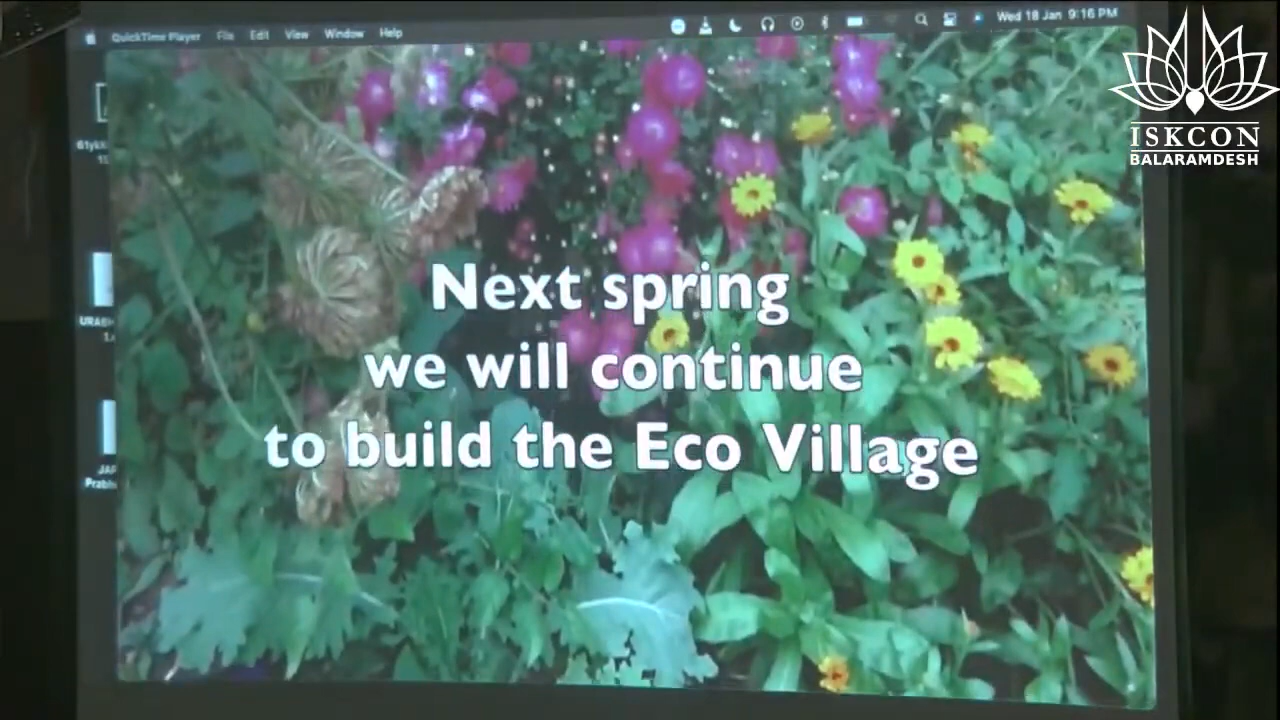 QuickTime Player File Edit View Window Help
Wed 18 Jan 9:16 PM
ISKCON
BALARAMDESH
Next spring
we will continue
to build the Eco Village